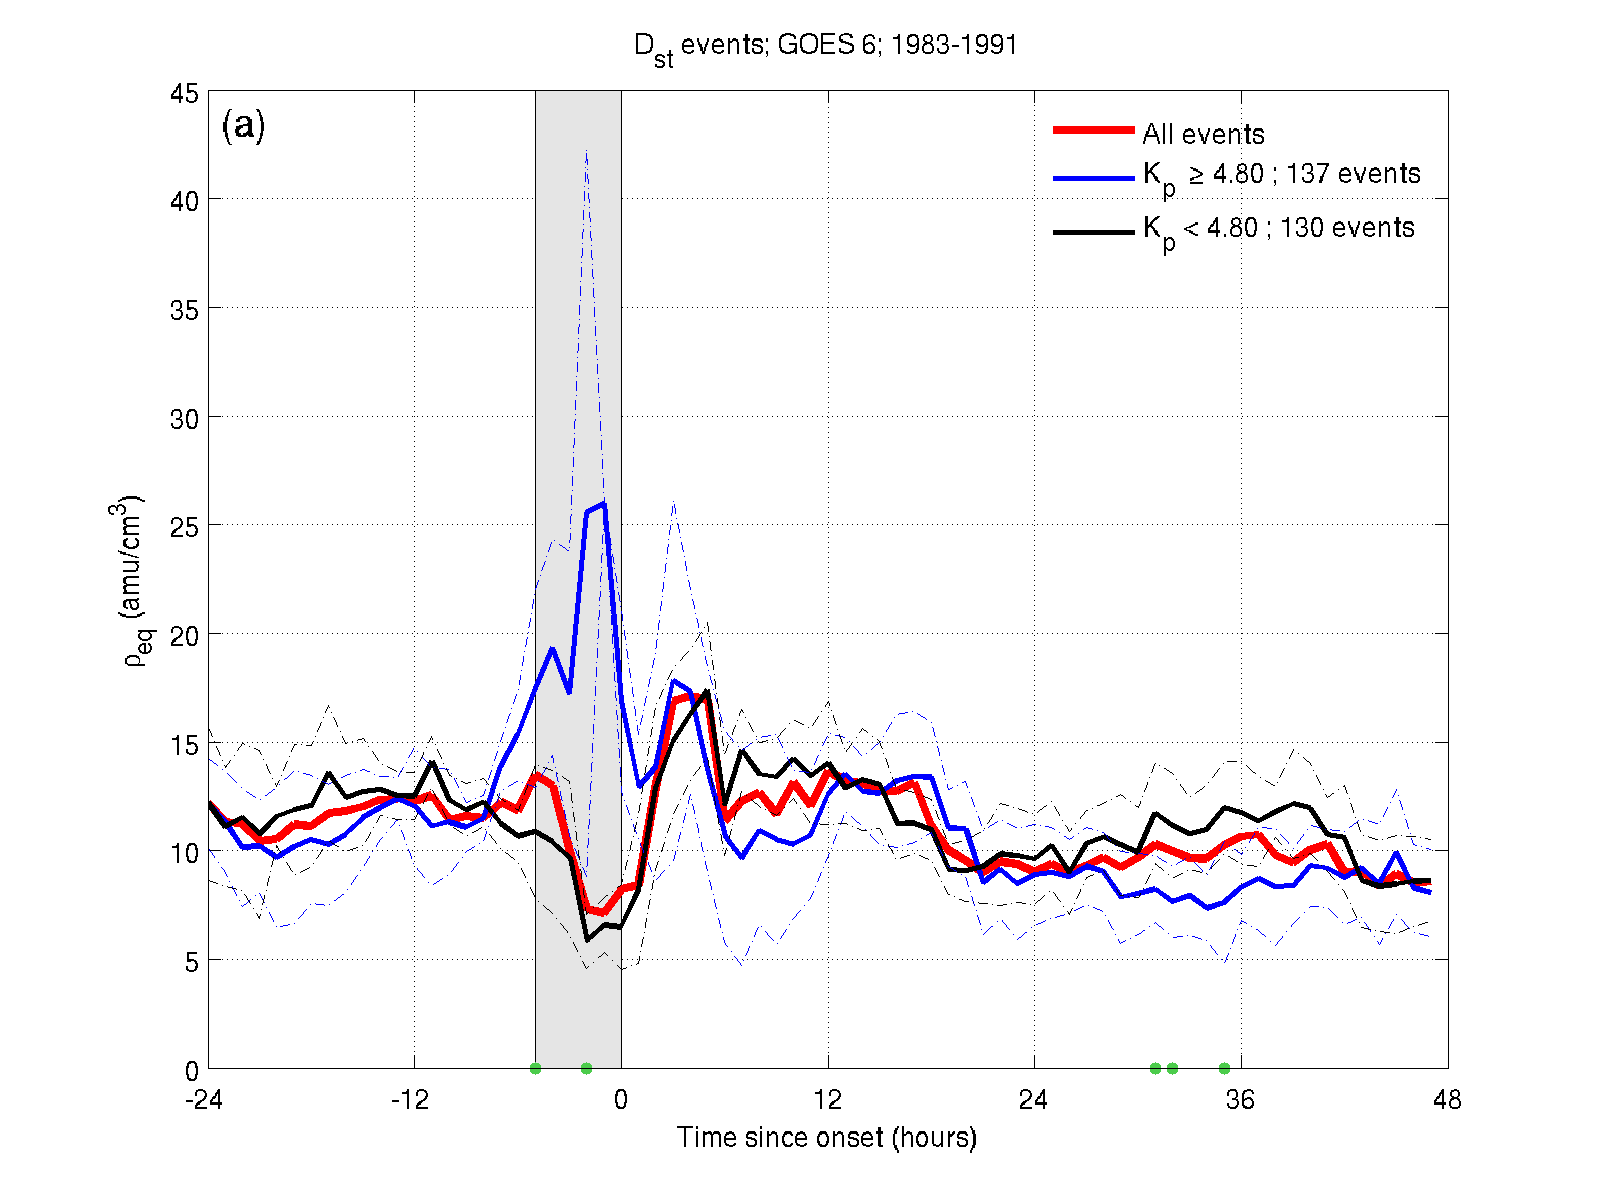 D_st events; GOES 6; 1983-1991
(a)
All events
K_p ≥ 4.80 ; 137 events
K_p < 4.80 ; 130 events
45
40
35
30
25
20
15
10
5
0
ρ_eq (amu/cm^3)
-24 -12 0 12 24 36 48
Time since onset (hours)